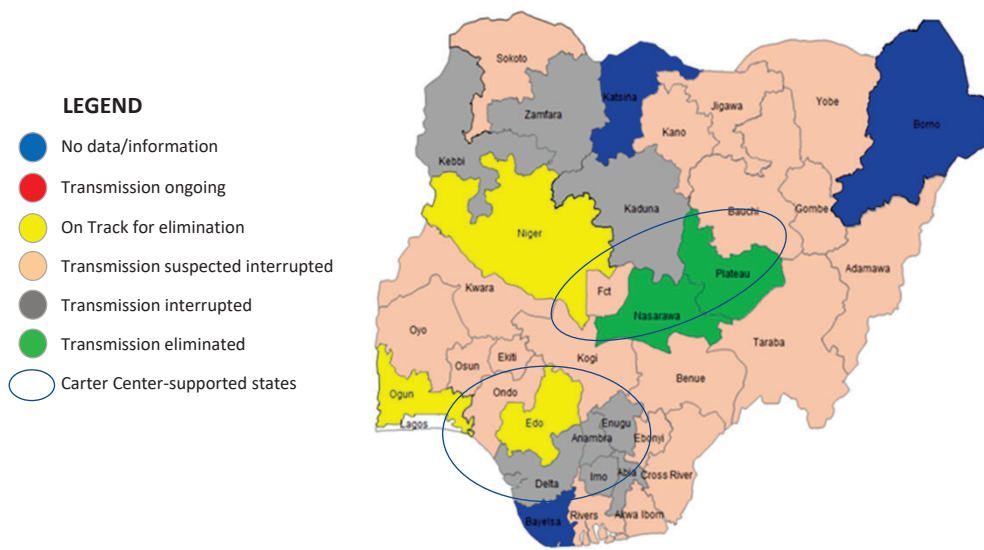 LEGEND
No data/information
Transmission ongoing
On Track for elimination
Transmission suspected interrupted
Transmission interrupted
Transmission eliminated
Carter Center-supported states
Sokoto
Katsina
Zamfara
Jigawa
Yobe
Borno
Kano
Kebbi
Kaduna
Bauchi
Gombe
Niger
Plateau
Adamawa
Fct
Kwara
Nasarawa
Oyo
Taraba
Osun
Ekiti
Kogi
Benue
Ondo
Ogun
Lagos
Edo
Enugu
Anambra
Ebonyi
Delta
Imo
Abia
Cross River
Bayelsa
Rivers
Akwa Ibom